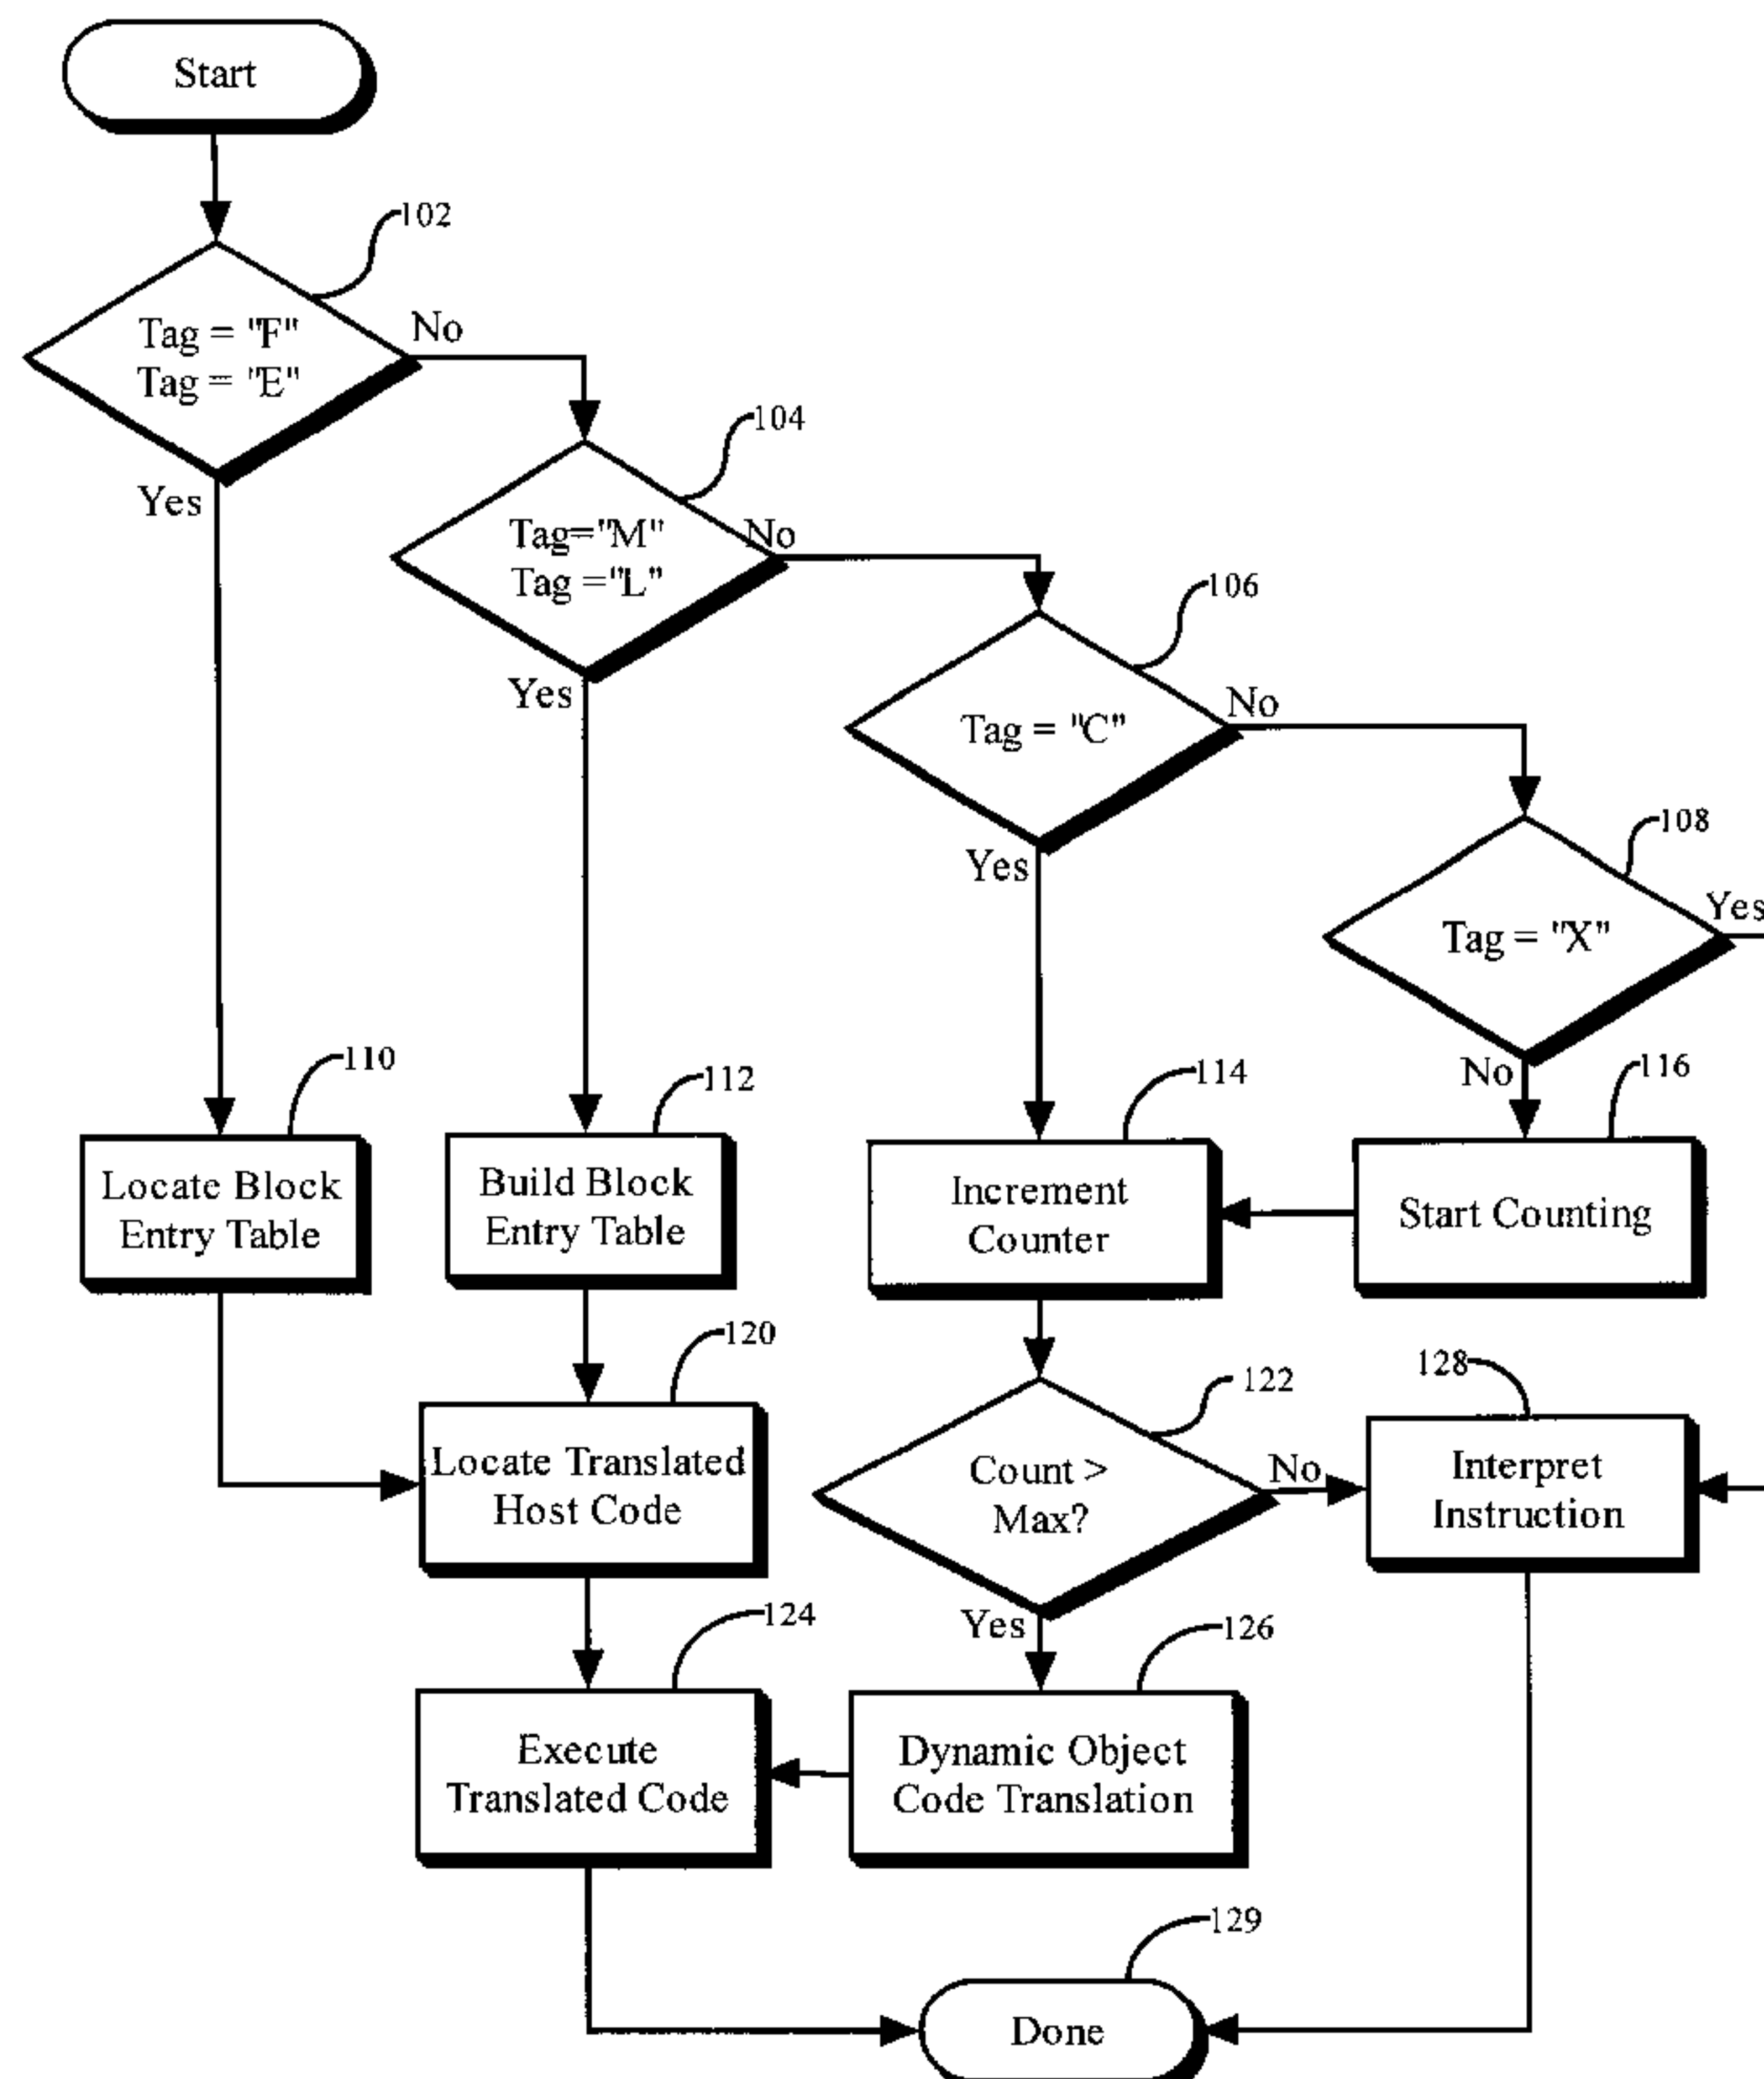 Start
102
Tag = "F"
Tag = "E"
No
Yes
104
Tag="M"
Tag ="L"
No
Yes
106
Tag = "C"
No
Yes
108
Tag = "X"
Yes
No
110
Locate Block
Entry Table
112
Build Block
Entry Table
114
Increment
Counter
116
Start Counting
120
Locate Translated
Host Code
122
Count >
Max?
No
Yes
128
Interpret
Instruction
124
Execute
Translated Code
126
Dynamic Object
Code Translation
129
Done